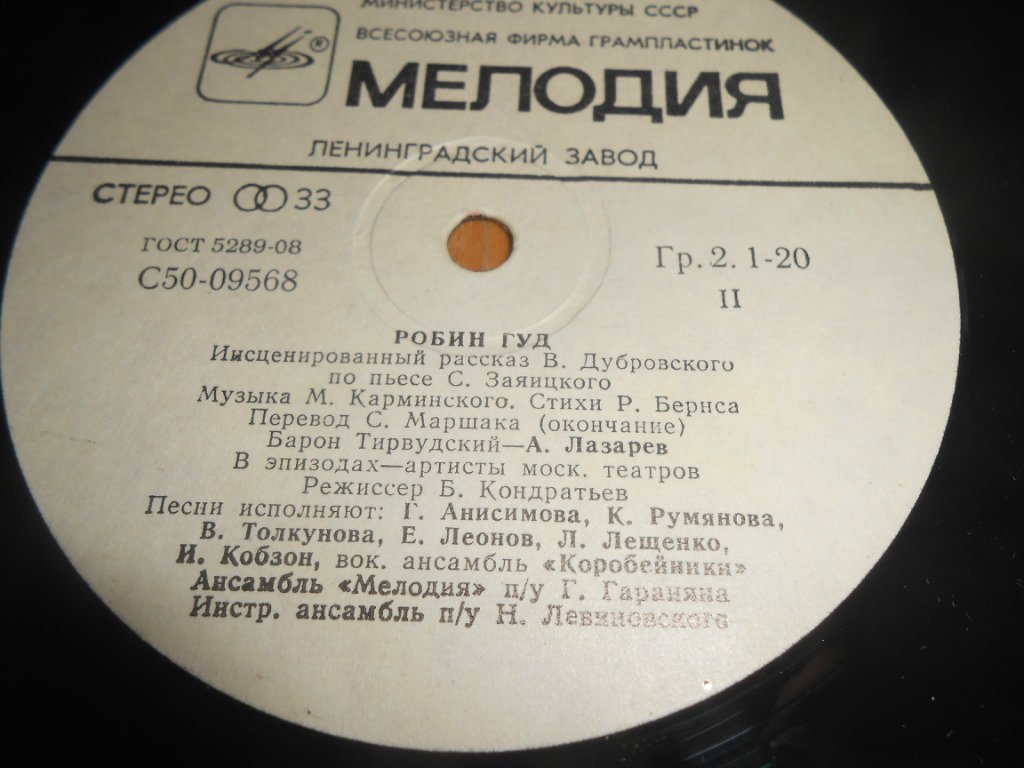 МИНИСТЕРСТВО КУЛЬТУРЫ СССР
ВСЕСОЮЗНАЯ ФИРМА ГРАМПЛАСТИНОК
®
МЕЛОДИЯ
ЛЕНИНГРАДСКИЙ ЗАВОД
СТЕРЕО 33
ГОСТ 5289-08
Гр. 2. 1-20
С50-09568
II
РОБИН ГУД
Инсценированный рассказ В. Дубровского
по пьесе С. Заяицкого
Музыка М. Карминского. Стихи Р. Бернса
Перевод С. Маршака (окончание)
Барон Тирвудский—А. Лазарев
В эпизодах—артисты моск. театров
Режиссер Б. Кондратьев
Песни исполняют: Г. Анисимова, К. Румянова,
В. Толкунова, Е. Леонов, Л. Лещенко,
И. Кобзон, вок. ансамбль «Коробейники»
Ансамбль «Мелодия» п/у Г. Гараняна
Инстр. ансамбль п/у Н. Левиновского